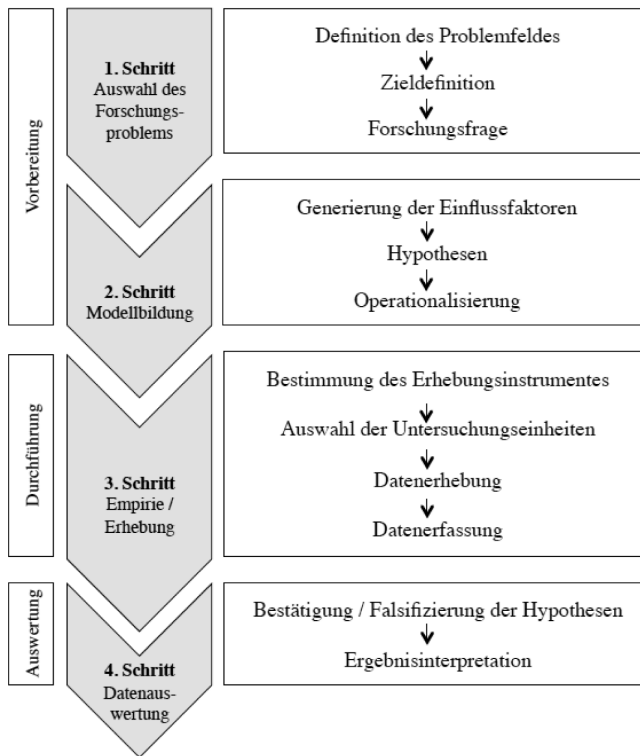 Vorbereitung
1. Schritt
Auswahl des
Forschungs-
problems
Definition des Problemfeldes
Zieldefinition
Forschungsfrage
2. Schritt
Modellbildung
Generierung der Einflussfaktoren
Hypothesen
Operationalisierung
Durchführung
3. Schritt
Empirie /
Erhebung
Bestimmung des Erhebungsinstrumentes
Auswahl der Untersuchungseinheiten
Datenerhebung
Datenerfassung
Auswertung
4. Schritt
Datenaus-
wertung
Bestätigung / Falsifizierung der Hypothesen
Ergebnisinterpretation